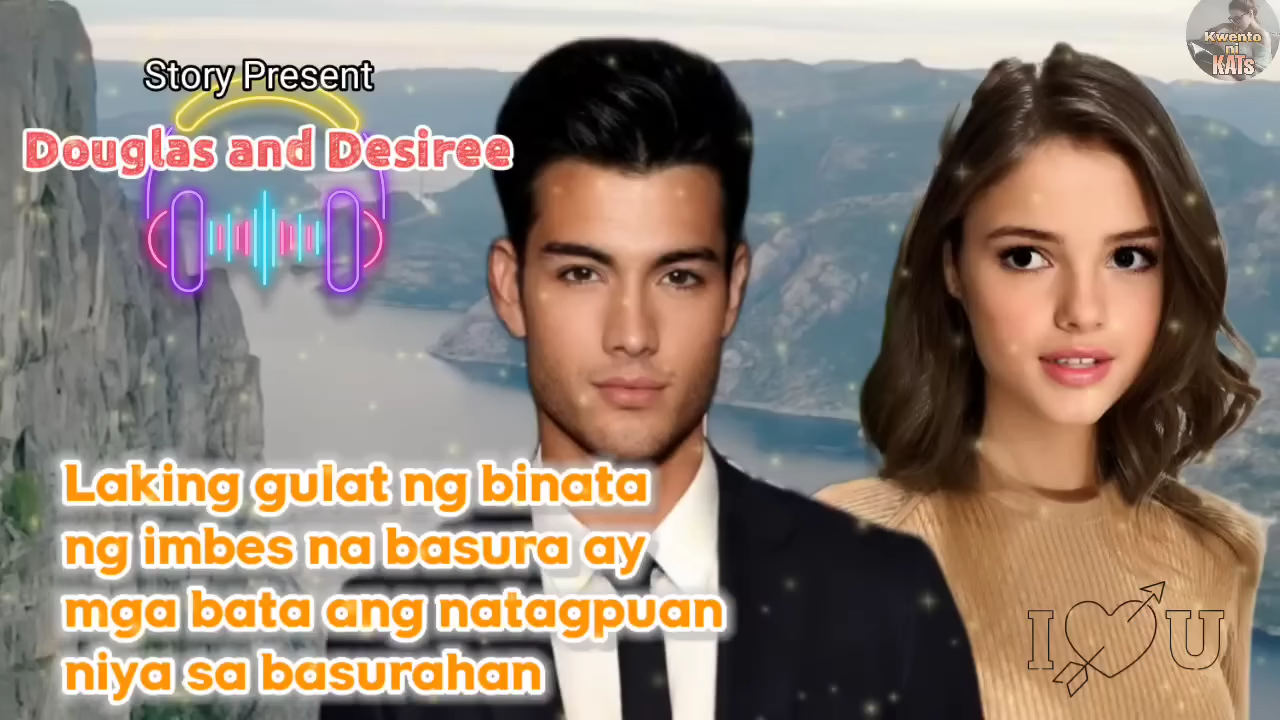 Kwento
ni
KATs
Story Present
Douglas and Desiree
Laking gulat ng binata
ng imbes na basura ay
mga bata ang natagpuan
niya sa basurahan
I U